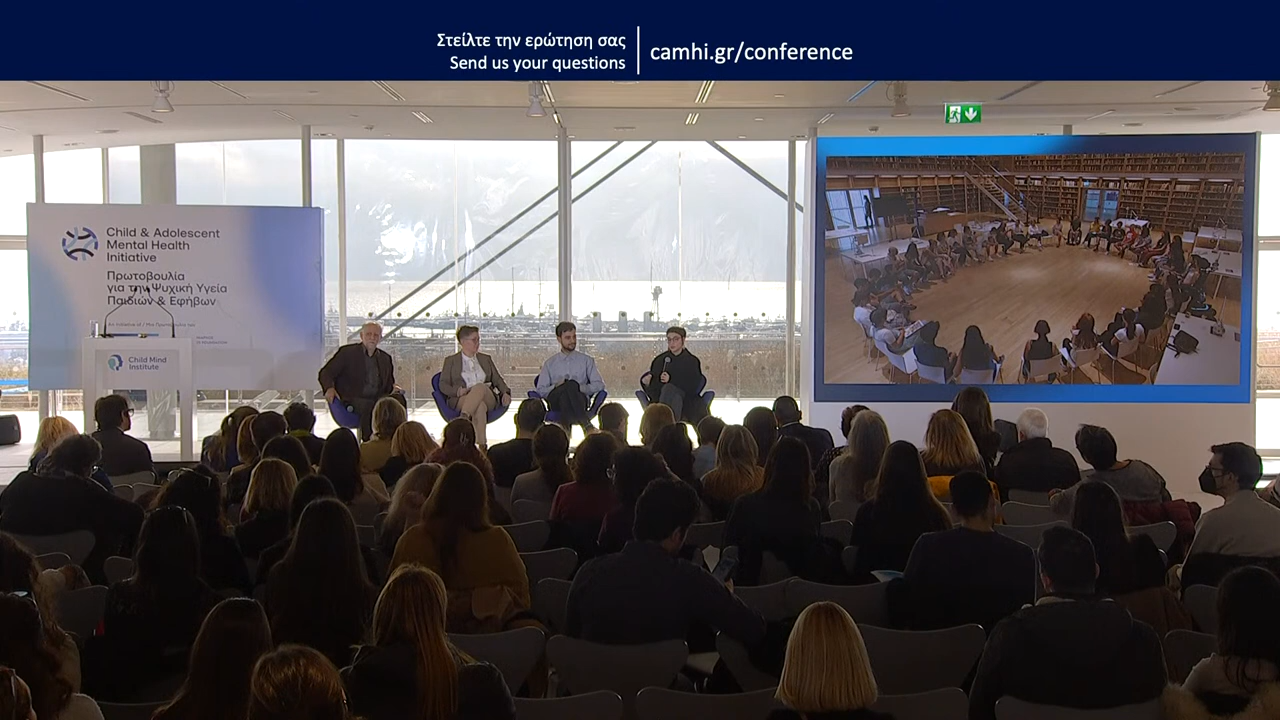 Στείλτε την ερώτηση σας
Send us your questions
camhi.gr/conference
Child & Adolescent
Mental Health
Initiative
Πρωτοβουλία
για την Ψυχική Υγεία
Παιδιών & Εφήβων
Child Mind
Institute